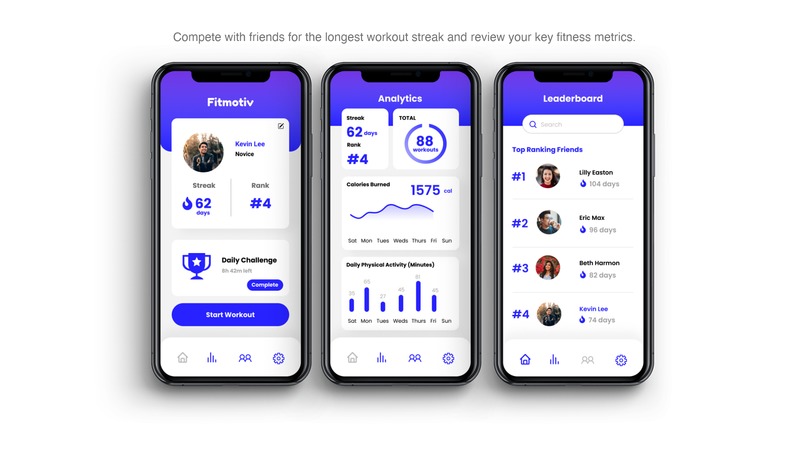 Compete with friends for the longest workout streak and review your key fitness metrics.
Fitmotiv
Kevin Lee
Novice
Streak
Rank
62
days
#4
Daily Challenge
8h 42m left
Complete
Start Workout
Analytics
Streak
62 days
Rank
#4
TOTAL
88
workouts
Calories Burned
1575 cal
Sat Mon Tues Weds Thurs Fri Sun
Daily Physical Activity (Minutes)
35 55 27 45 81 45
Sat Mon Tues Weds Thurs Fri Sun
Leaderboard
Search
Top Ranking Friends
#1
Lilly Easton
104 days
#2
Eric Max
96 days
#3
Beth Harmon
82 days
#4
Kevin Lee
74 days